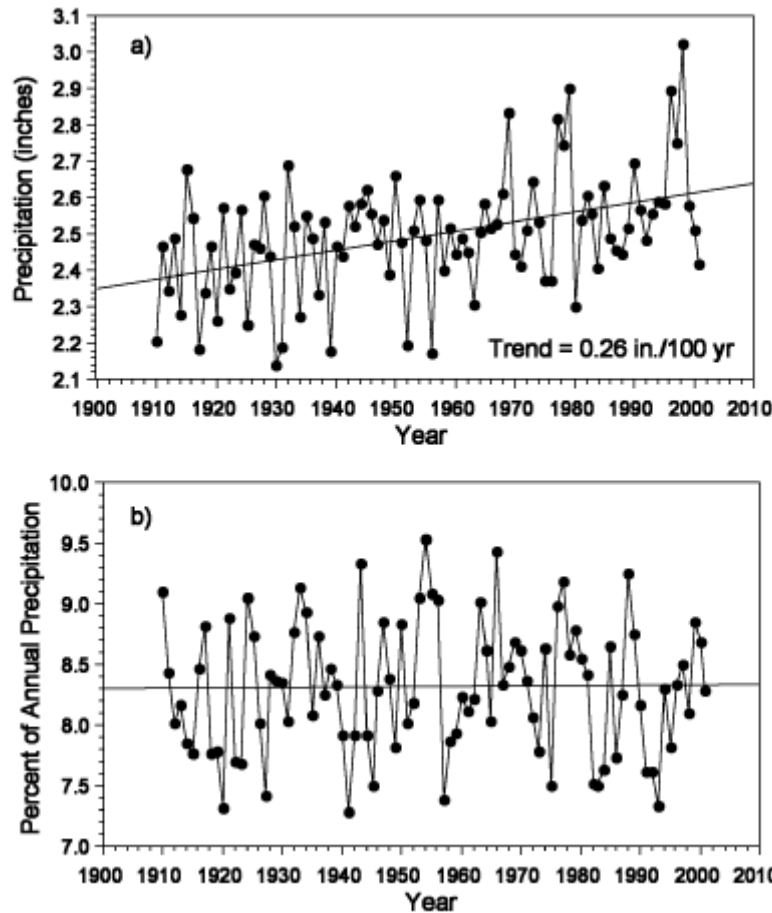 a)
Precipitation (inches)
3.1
3.0
2.9
2.8
2.7
2.6
2.5
2.4
2.3
2.2
2.1
Trend = 0.26 in./100 yr
1900 1910 1920 1930 1940 1950 1960 1970 1980 1990 2000 2010
Year
b)
Percent of Annual Precipitation
10.0
9.5
9.0
8.5
8.0
7.5
7.0
1900 1910 1920 1930 1940 1950 1960 1970 1980 1990 2000 2010
Year